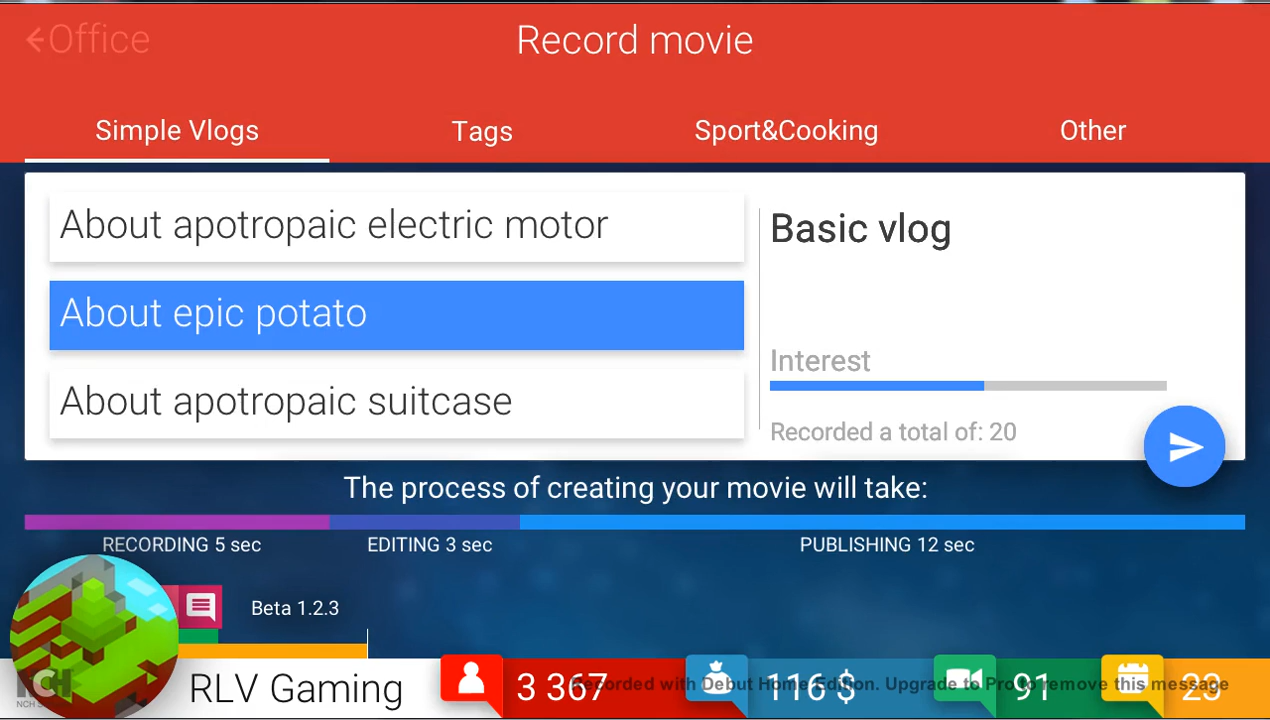 Office
Record movie
Simple Vlogs
Tags
Sport&Cooking
Other
About apotropaic electric motor
About epic potato
About apotropaic suitcase
Basic vlog
Interest
Recorded a total of: 20
The process of creating your movie will take:
RECORDING 5 sec
EDITING 3 sec
PUBLISHING 12 sec
Beta 1.2.3
RLV Gaming
3 367
116 $
91
Recorded with Debut Home Edition. Upgrade to Pro to remove this message
NCH